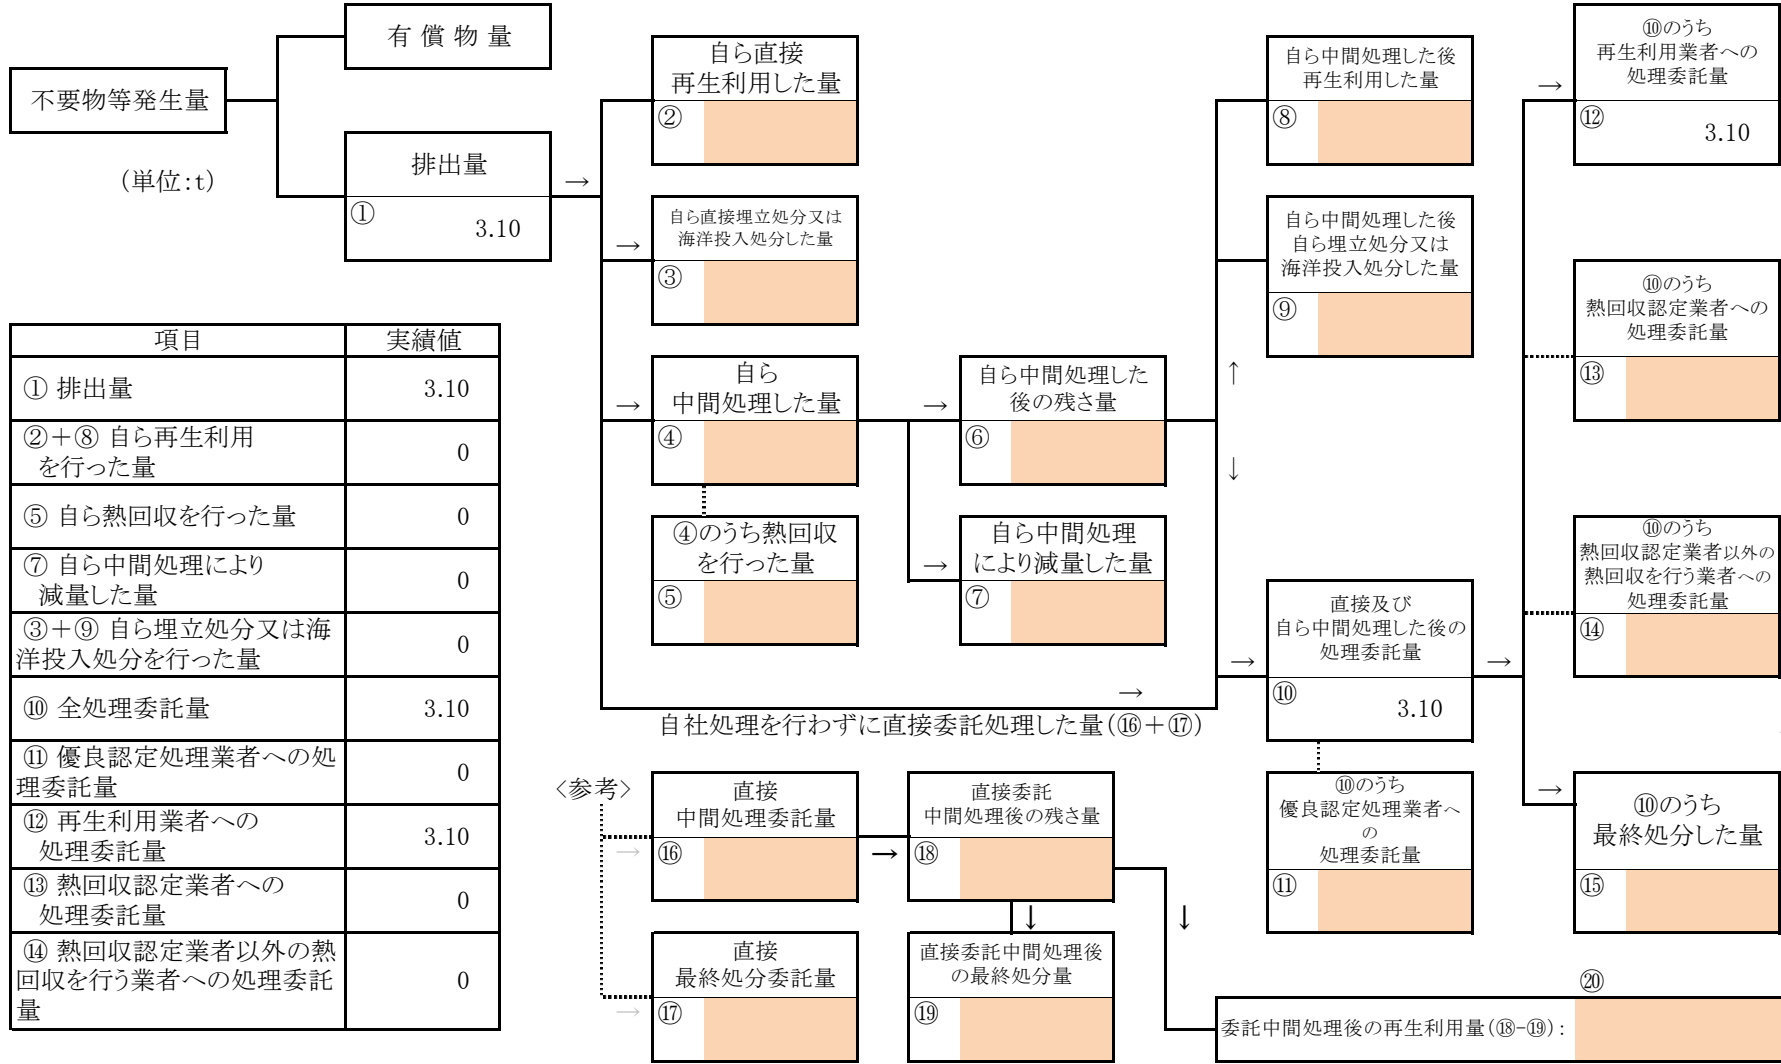 不要物等発生量
(単位:t)
有 償 物 量
排出量
①
3.10
→
自ら直接
再生利用した量
②
→
自ら直接埋立処分又は
海洋投入処分した量
③
→
自ら
中間処理した量
④
④のうち熱回収
を行った量
⑤
→
自ら中間処理した
後の残さ量
⑥
→
自ら中間処理
により減量した量
⑦
↑
↓
自ら中間処理した後
再生利用した量
⑧
自ら中間処理した後
自ら埋立処分又は
海洋投入処分した量
⑨
→
自社処理を行わずに直接委託処理した量(⑯+⑰)
→
直接及び
自ら中間処理した後の
処理委託量
⑩
3.10
→
⑩のうち
優良認定処理業者へ
の
処理委託量
⑪
→
⑩のうち
再生利用業者への
処理委託量
⑫
3.10
⑩のうち
熱回収認定業者への
処理委託量
⑬
⑩のうち
熱回収認定業者以外の
熱回収を行う業者への
処理委託量
⑭
→
⑩のうち
最終処分した量
⑮
項目 実績値
① 排出量 3.10
②+⑧ 自ら再生利用
を行った量 0
⑤ 自ら熱回収を行った量 0
⑦ 自ら中間処理により
減量した量 0
③+⑨ 自ら埋立処分又は海
洋投入処分を行った量 0
⑩ 全処理委託量 3.10
⑪ 優良認定処理業者への処
理委託量 0
⑫ 再生利用業者への
処理委託量 3.10
⑬ 熱回収認定業者への
処理委託量 0
⑭ 熱回収認定業者以外の熱
回収を行う業者への処理委託
量 0
<参考>
→
直接
中間処理委託量
⑯
→
直接委託
中間処理後の残さ量
⑱
↓
↓
→
直接
最終処分委託量
⑰
直接委託中間処理後
の最終処分量
⑲
⑳
委託中間処理後の再生利用量(⑱-⑲):